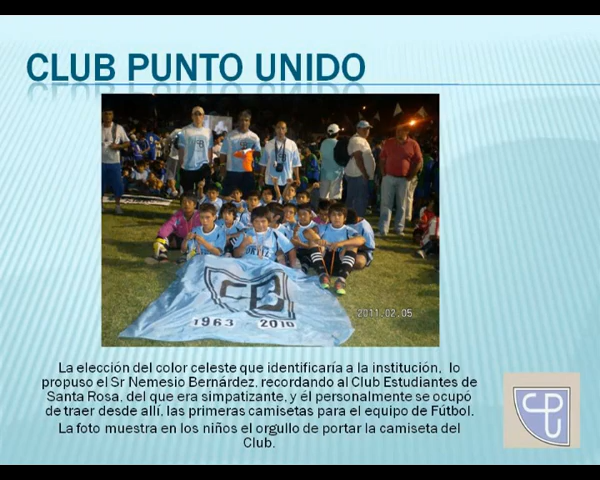 CLUB PUNTO UNIDO
ORTIZ
1963 2010
2011.02.05
La elección del color celeste que identificaría a la institución, lo
propuso el Sr Nemesio Bernárdez, recordando al Club Estudiantes de
Santa Rosa, del que era simpatizante, y él personalmente se ocupó
de traer desde allí, las primeras camisetas para el equipo de Fútbol.
La foto muestra en los niños el orgullo de portar la camiseta del
Club.
CPU